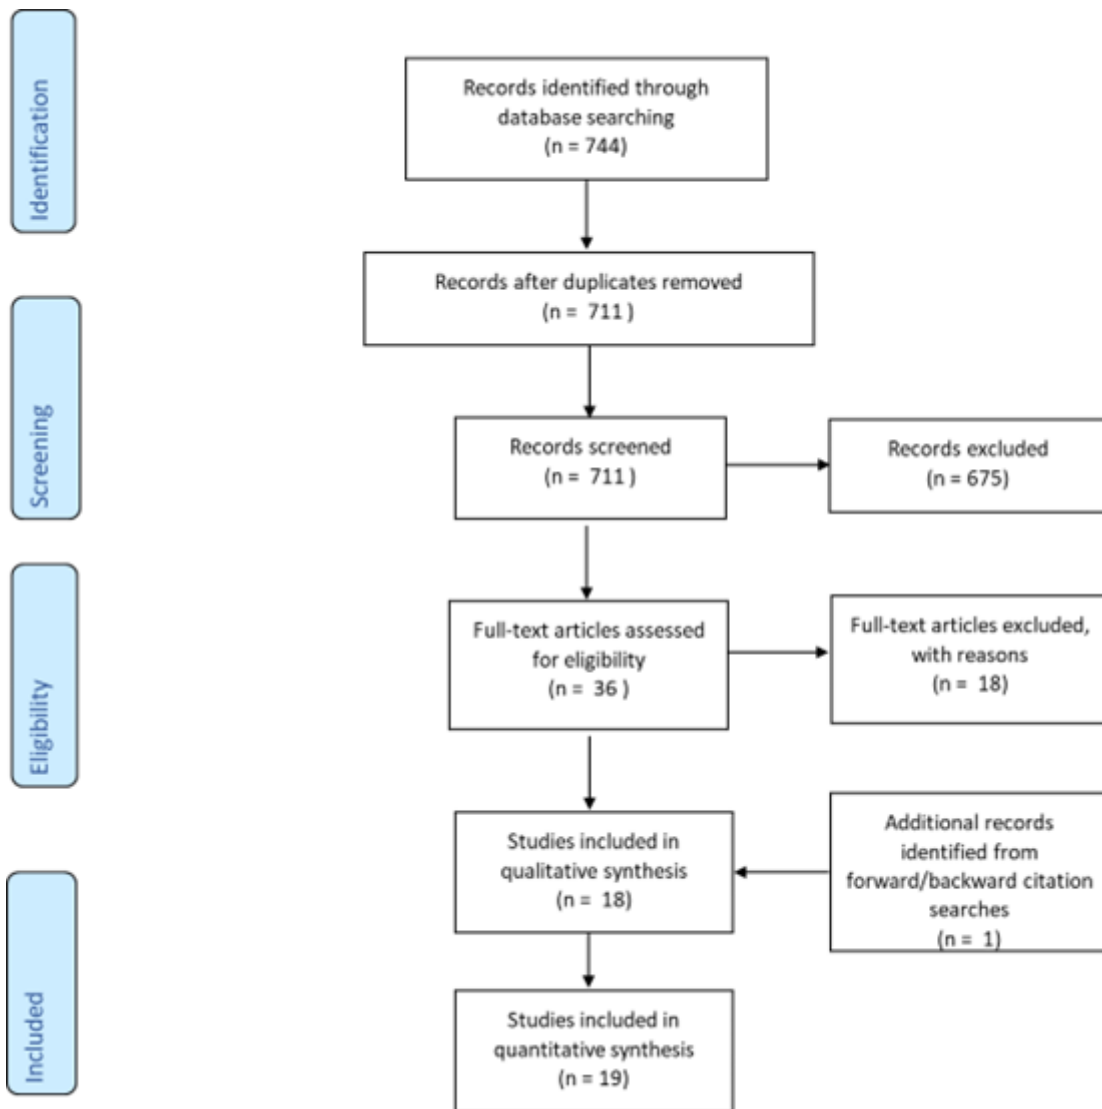 Identification
Records identified through
database searching
(n = 744)
Records after duplicates removed
(n = 711 )
Screening
Records screened
(n = 711 )
Records excluded
(n = 675)
Eligibility
Full-text articles assessed
for eligibility
(n = 36 )
Full-text articles excluded,
with reasons
(n = 18)
Studies included in
qualitative synthesis
(n = 18)
Additional records
identified from
forward/backward citation
searches
(n = 1)
Included
Studies included in
quantitative synthesis
(n = 19)